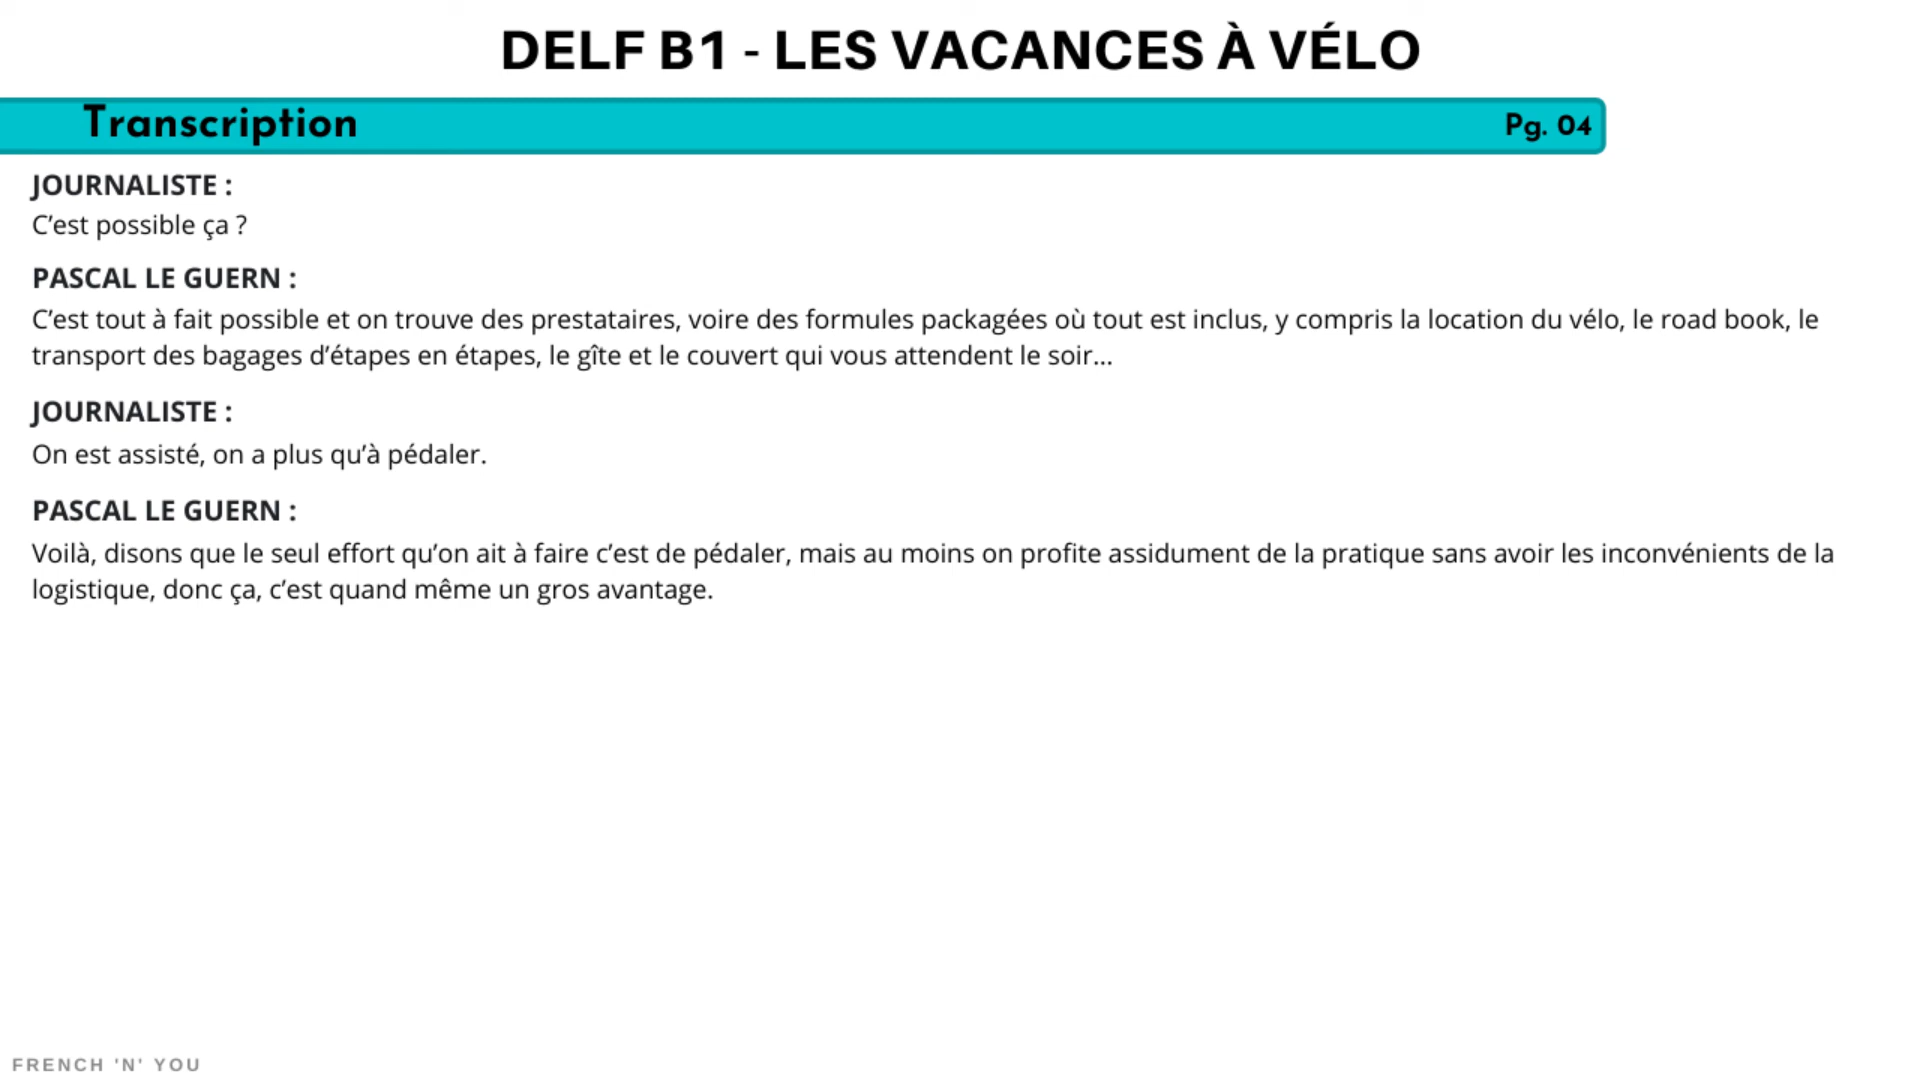 DELF B1 - LES VACANCES À VÉLO
Transcription
Pg. 04
JOURNALISTE :
C’est possible ça ?
PASCAL LE GUERN :
C’est tout à fait possible et on trouve des prestataires, voire des formules packagées où tout est inclus, y compris la location du vélo, le road book, le
transport des bagages d’étapes en étapes, le gîte et le couvert qui vous attendent le soir…
JOURNALISTE :
On est assisté, on a plus qu’à pédaler.
PASCAL LE GUERN :
Voilà, disons que le seul effort qu’on ait à faire c’est de pédaler, mais au moins on profite assidument de la pratique sans avoir les inconvénients de la
logistique, donc ça, c’est quand même un gros avantage.
FRENCH 'N' YOU